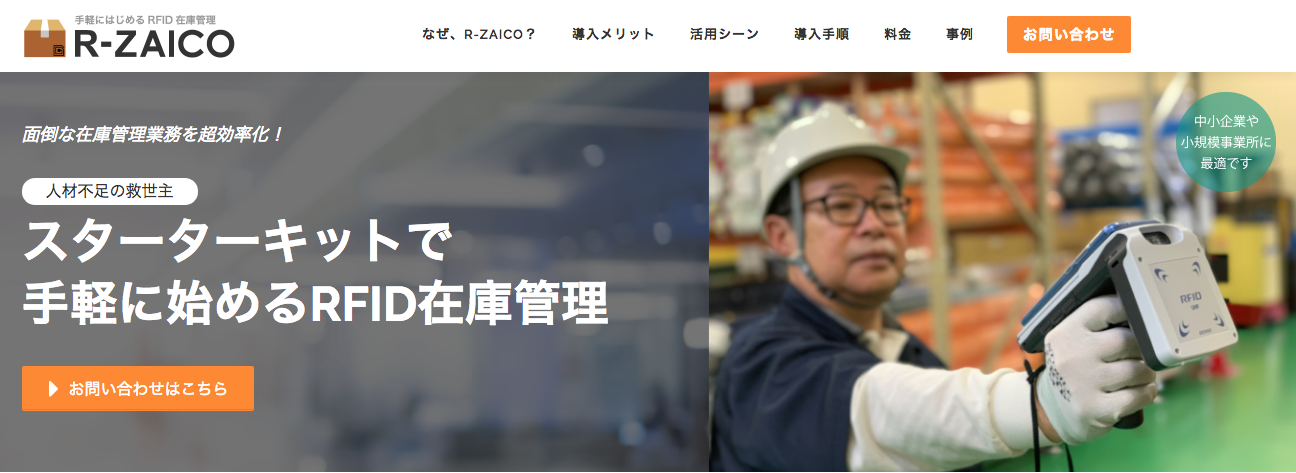 手軽にはじめる RFID 在庫管理
R-ZAICO
なぜ、R-ZAICO？
導入メリット
活用シーン
導入手順
料金
事例
お問い合わせ
面倒な在庫管理業務を超効率化！
人材不足の救世主
スターターキットで
手軽に始めるRFID在庫管理
お問い合わせはこちら
中小企業や
小規模事業所に
最適です
RFID